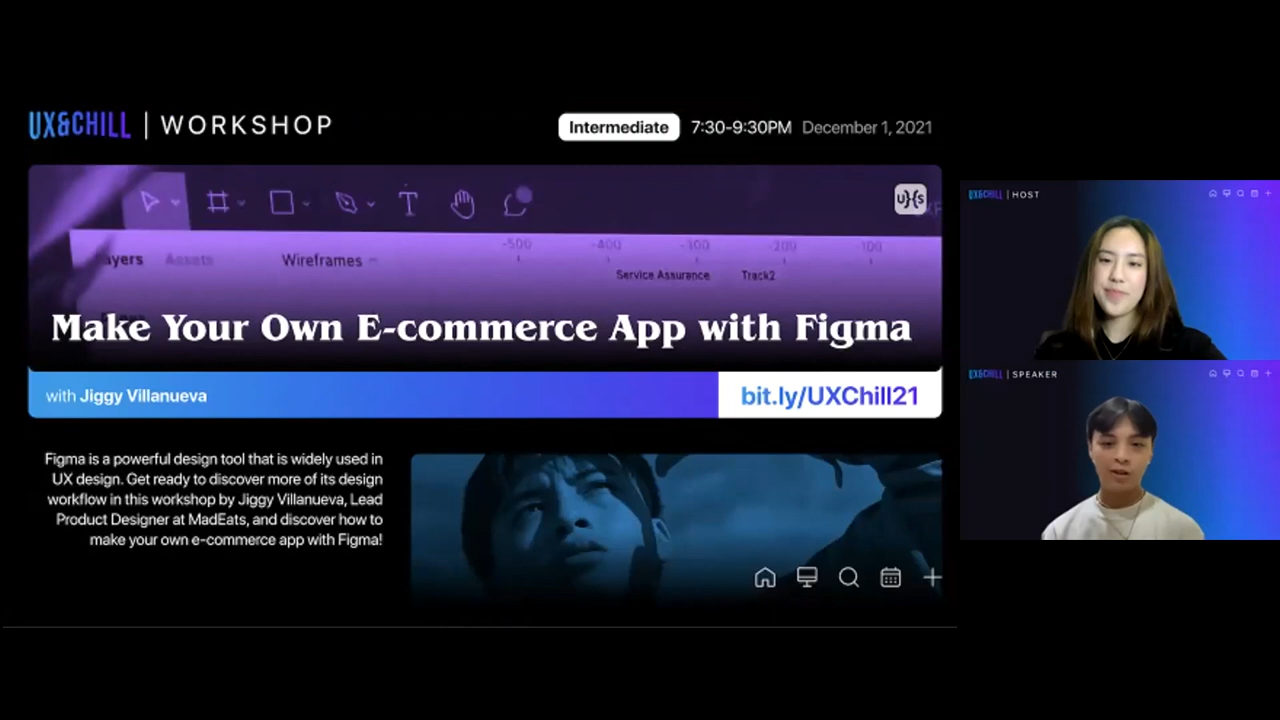 UX&CHILL | WORKSHOP
Intermediate 7:30-9:30PM December 1, 2021
U}{S
ayers Assets Wireframes
-500 -400 -300 -200 -100
Service Assurance Track2
Make Your Own E-commerce App with Figma
with Jiggy Villanueva
bit.ly/UXChill21
Figma is a powerful design tool that is widely used in
UX design. Get ready to discover more of its design
workflow in this workshop by Jiggy Villanueva, Lead
Product Designer at MadEats, and discover how to
make your own e-commerce app with Figma!
UX&CHILL | HOST
UX&CHILL | SPEAKER